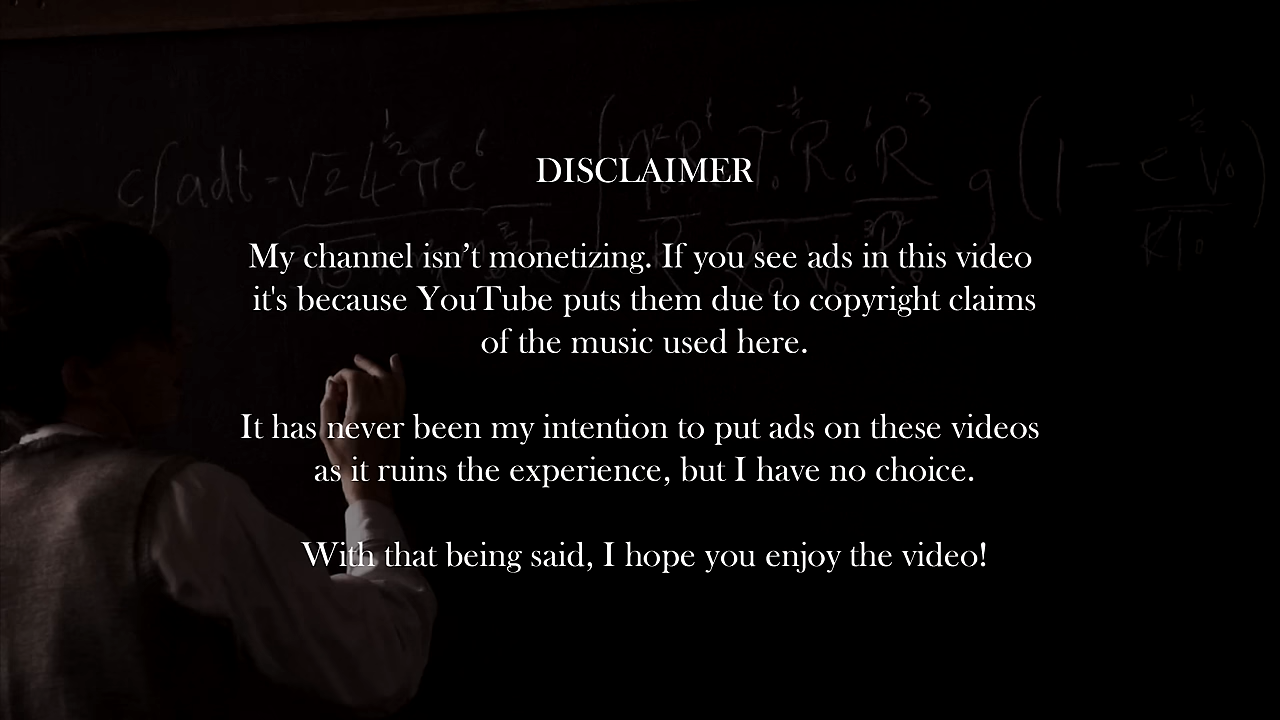 DISCLAIMER
My channel isn’t monetizing. If you see ads in this video
it's because YouTube puts them due to copyright claims
of the music used here.
It has never been my intention to put ads on these videos
as it ruins the experience, but I have no choice.
With that being said, I hope you enjoy the video!